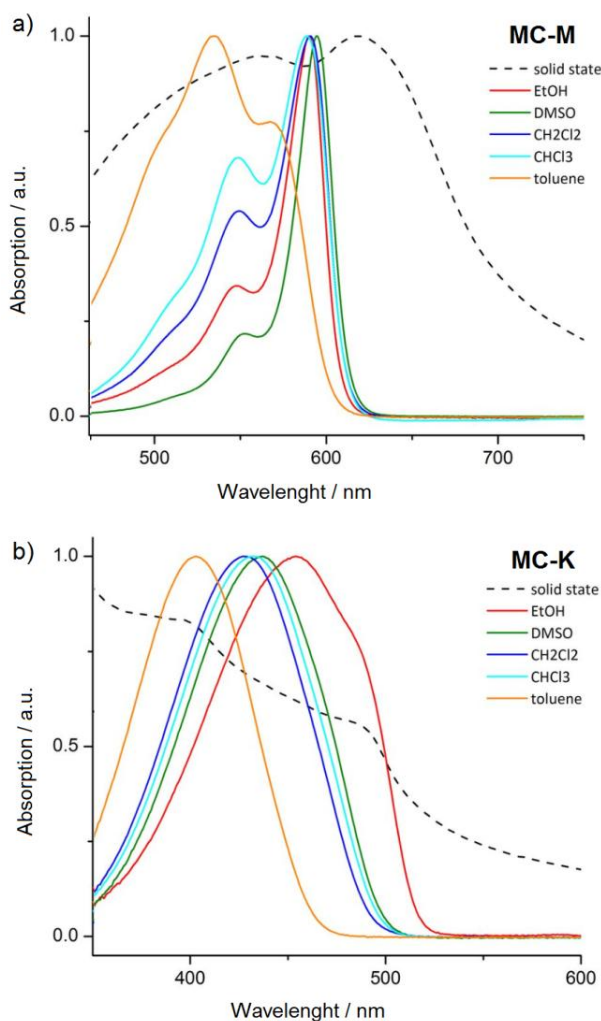 a)
MC-M
1.0
0.5
0.0
Absorption / a.u.
solid state
EtOH
DMSO
CH2Cl2
CHCl3
toluene
500 600 700
Wavelenght / nm
b)
MC-K
1.0
0.5
0.0
Absorption / a.u.
solid state
EtOH
DMSO
CH2Cl2
CHCl3
toluene
400 500 600
Wavelenght / nm